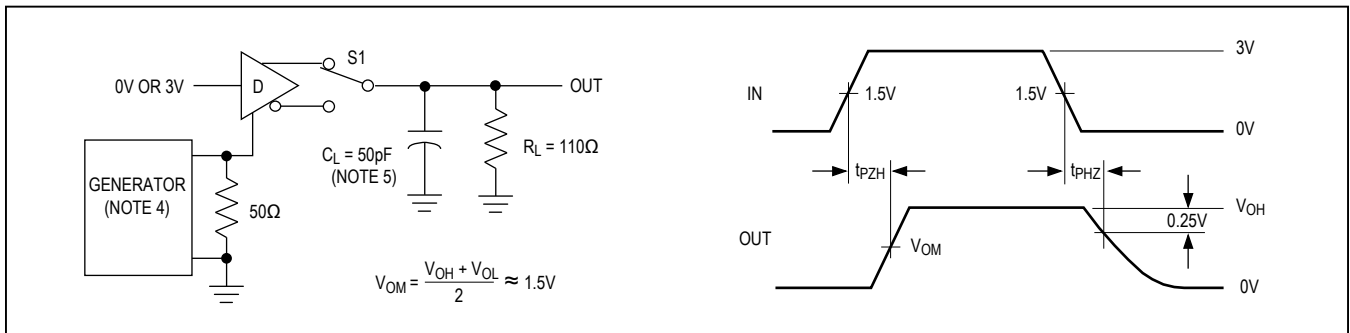 S1
0V OR 3V
D
OUT
C_L = 50pF
(NOTE 5)
R_L = 110Ω
GENERATOR
(NOTE 4)
50Ω
V_OM = (V_OH + V_OL) / 2 ≈ 1.5V
3V
IN
1.5V
1.5V
0V
t_PZH
t_PHZ
V_OH
0.25V
OUT
V_OM
0V